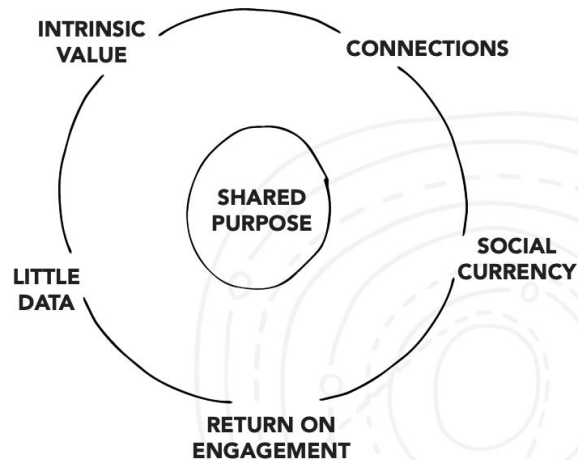 INTRINSIC
VALUE
CONNECTIONS
SHARED
PURPOSE
SOCIAL
CURRENCY
LITTLE
DATA
RETURN ON
ENGAGEMENT